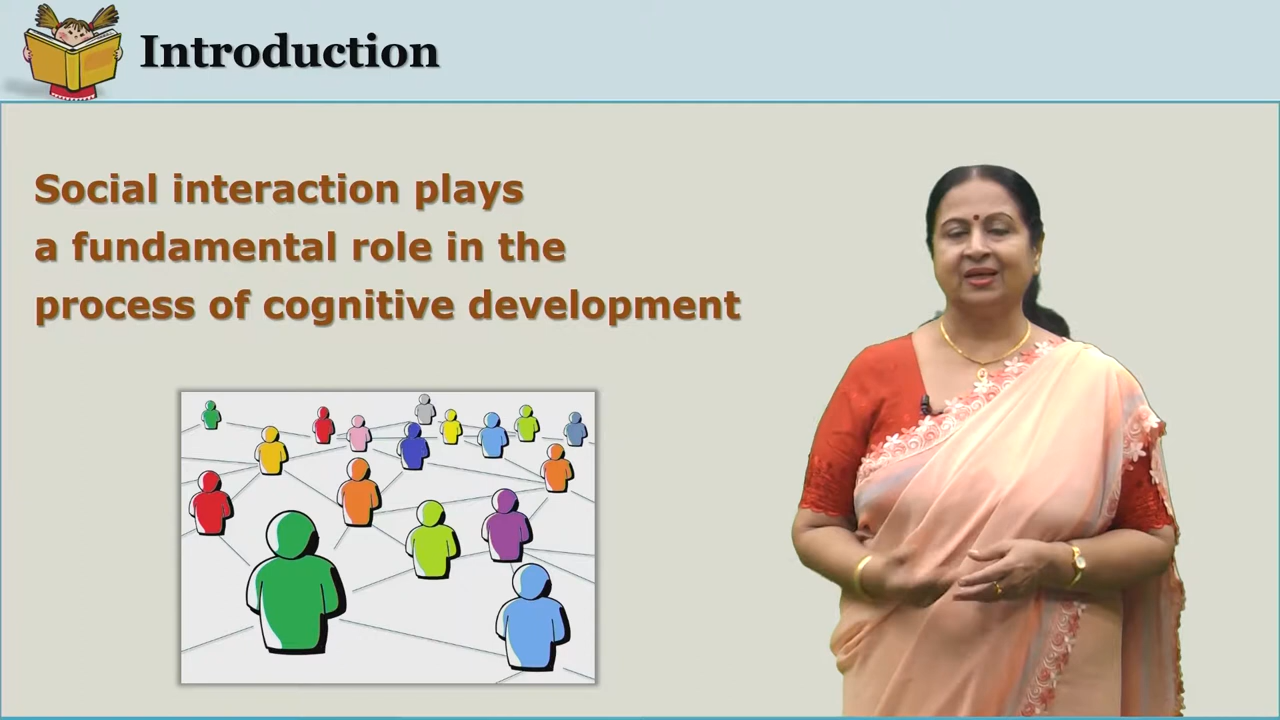 Introduction
Social interaction plays
a fundamental role in the
process of cognitive development